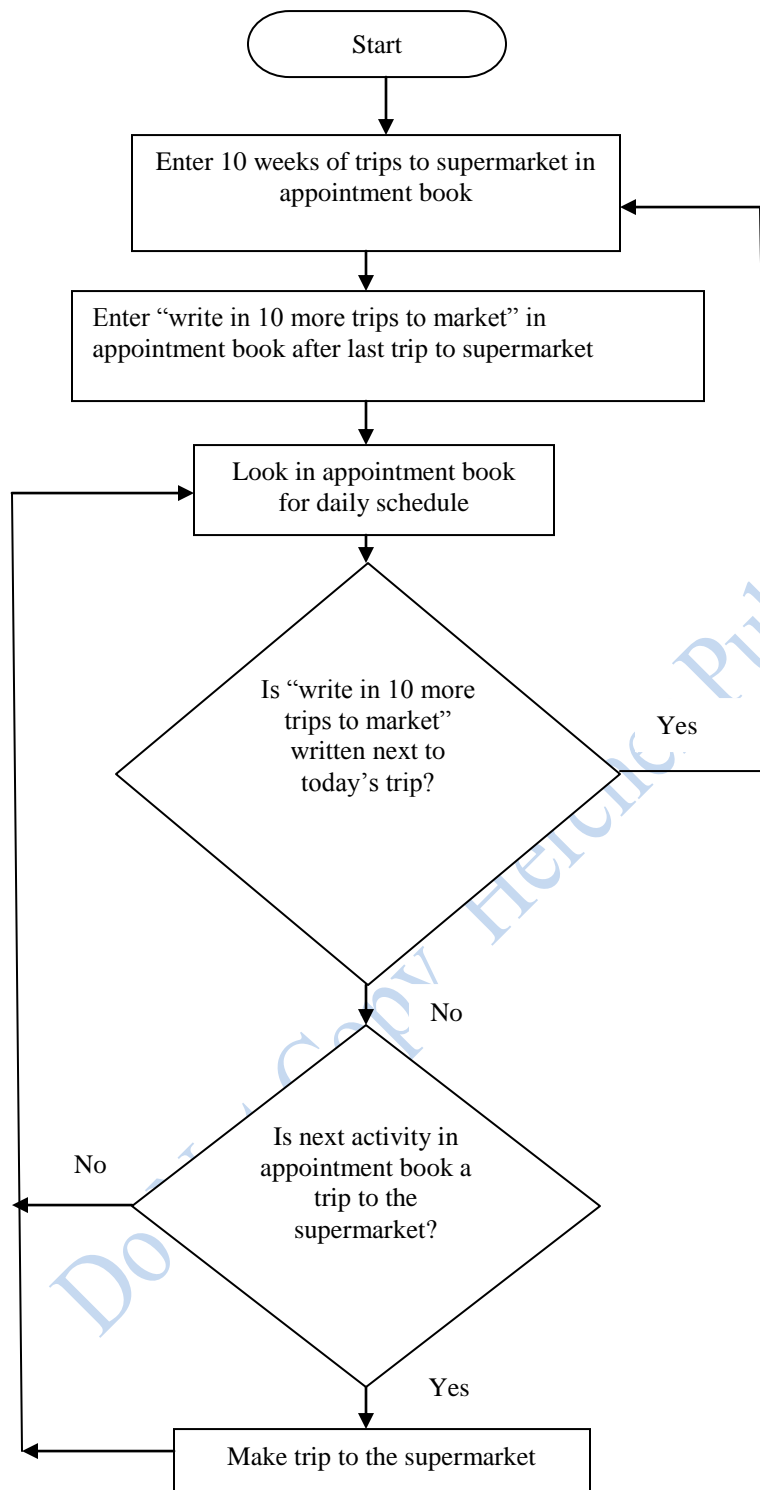 Start
Enter 10 weeks of trips to supermarket in
appointment book
Enter “write in 10 more trips to market” in
appointment book after last trip to supermarket
Look in appointment book
for daily schedule
Is “write in 10 more
trips to market”
written next to
today’s trip?
Yes
No
Is next activity in
appointment book a
trip to the
supermarket?
No
Yes
Make trip to the supermarket
Do Copy